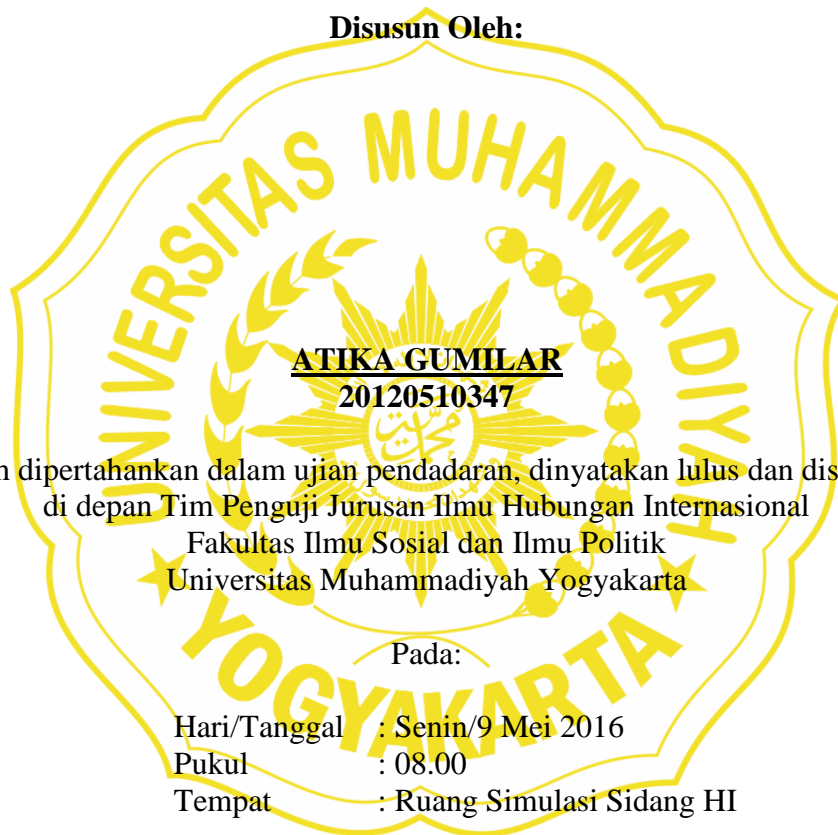 Disusun Oleh:
UNIVERSITAS MUHAMMADIYAH
ATIKA GUMILAR
20120510347
dipertahankan dalam ujian pendadaran, dinyatakan lulus dan
di depan Tim Penguji Jurusan Ilmu Hubungan Internasional
Fakultas Ilmu Sosial dan Ilmu Politik
Universitas Muhammadiyah Yogyakarta
YOGYAKARTA
Pada:
Hari/Tanggal : Senin/9 Mei 2016
Pukul : 08.00
Tempat : Ruang Simulasi Sidang HI